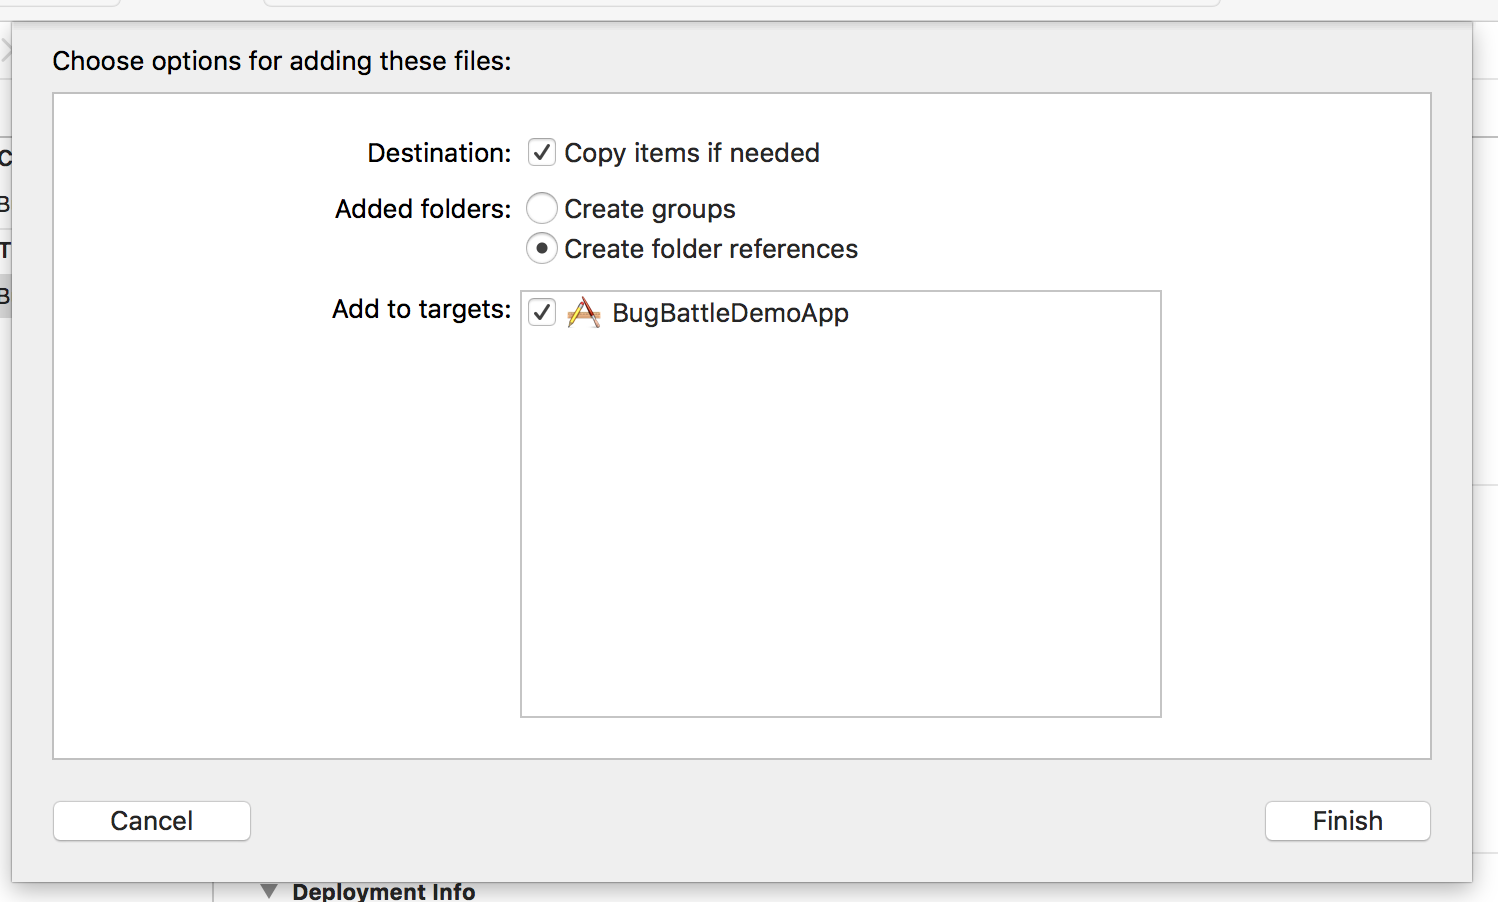 Choose options for adding these files:
Destination: Copy items if needed
Added folders: Create groups
Create folder references
Add to targets: BugBattleDemoApp
Cancel Finish
Deployment Info